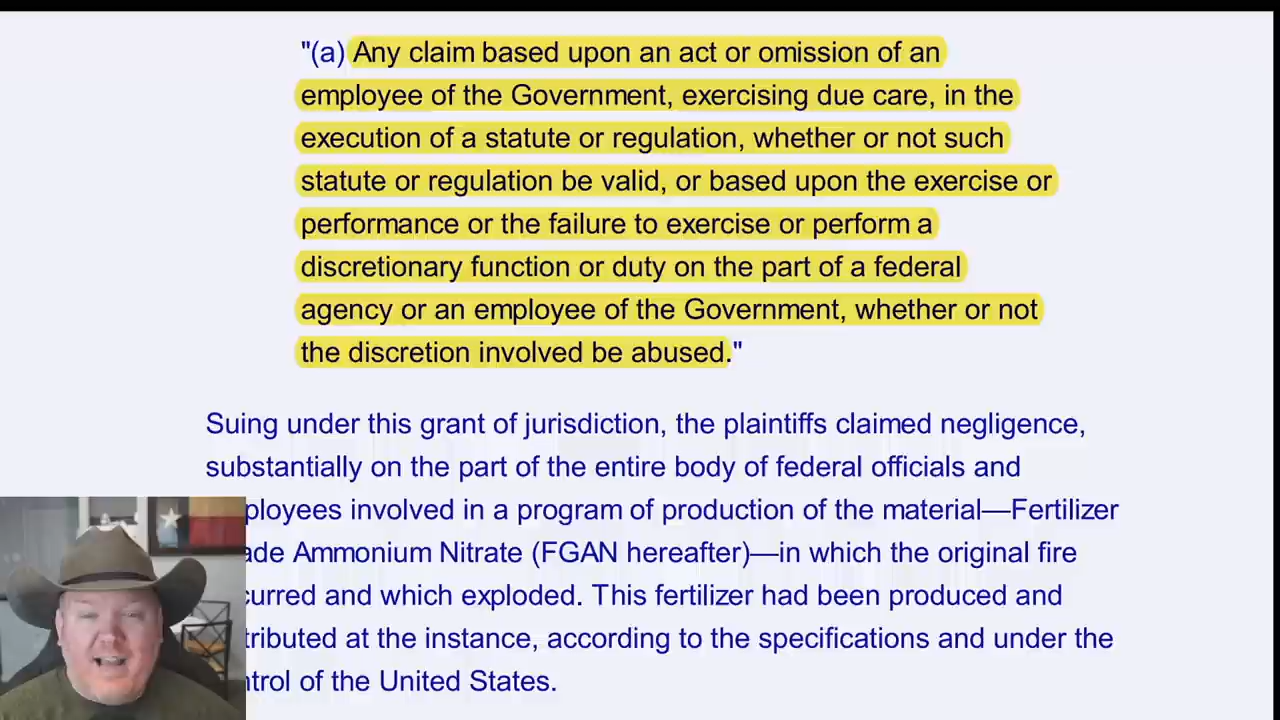 "(a) Any claim based upon an act or omission of an
employee of the Government, exercising due care, in the
execution of a statute or regulation, whether or not such
statute or regulation be valid, or based upon the exercise or
performance or the failure to exercise or perform a
discretionary function or duty on the part of a federal
agency or an employee of the Government, whether or not
the discretion involved be abused."
Suing under this grant of jurisdiction, the plaintiffs claimed negligence,
substantially on the part of the entire body of federal officials and
ployees involved in a program of production of the material—Fertilizer
ade Ammonium Nitrate (FGAN hereafter)—in which the original fire
curred and which exploded. This fertilizer had been produced and
tributed at the instance, according to the specifications and under the
ntrol of the United States.